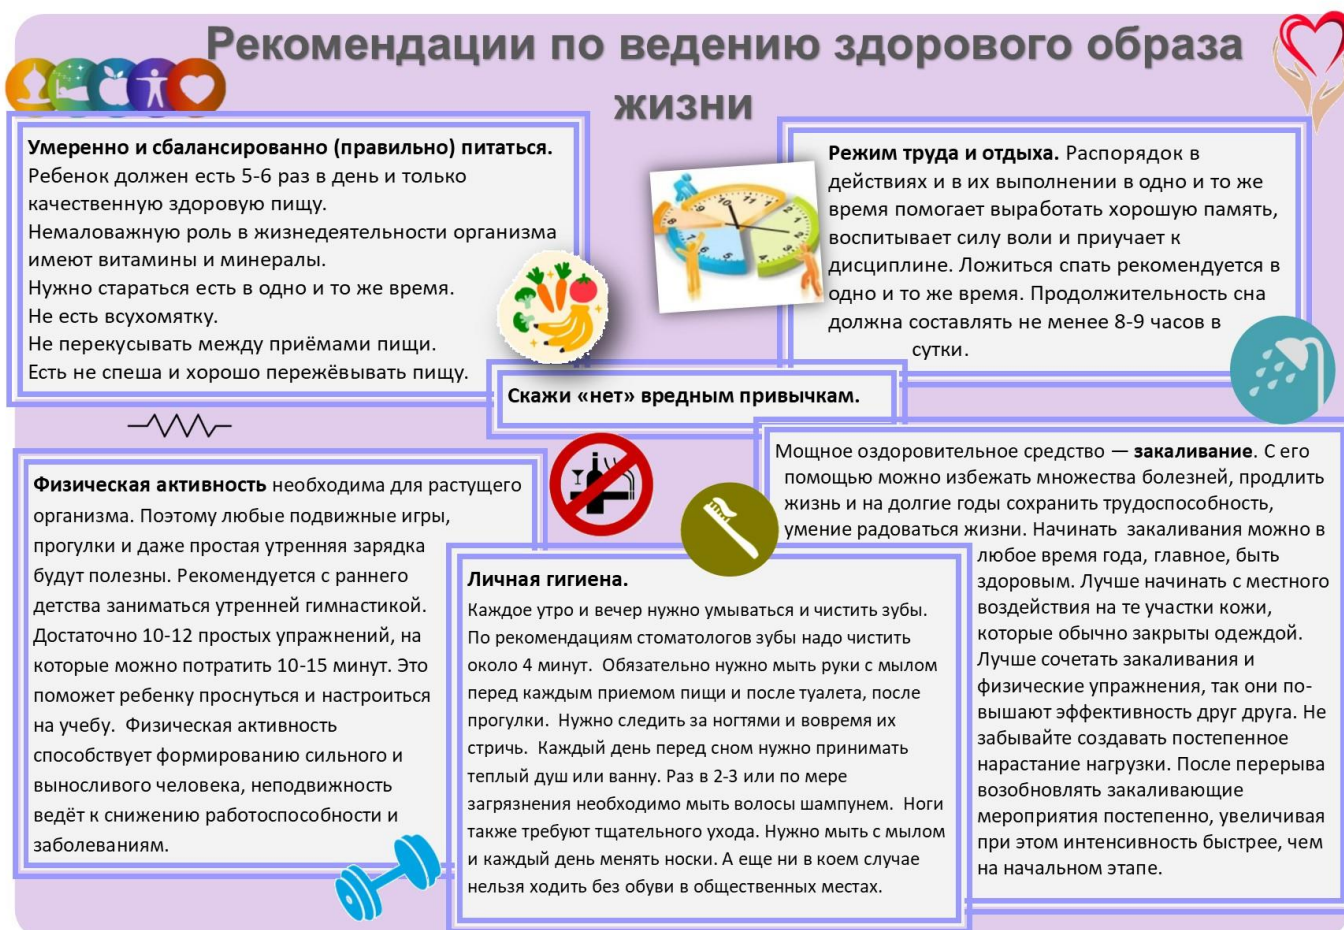 Рекомендации по ведению здорового образа
жизни
Умеренно и сбалансированно (правильно) питаться.
Ребенок должен есть 5-6 раз в день и только
качественную здоровую пищу.
Немаловажную роль в жизнедеятельности организма
имеют витамины и минералы.
Нужно стараться есть в одно и то же время.
Не есть всухомятку.
Не перекусывать между приёмами пищи.
Есть не спеша и хорошо пережёвывать пищу.
Режим труда и отдыха. Распорядок в
действиях и в их выполнении в одно и то же
время помогает выработать хорошую память,
воспитывает силу воли и приучает к
дисциплине. Ложиться спать рекомендуется в
одно и то же время. Продолжительность сна
должна составлять не менее 8-9 часов в
сутки.
Скажи «нет» вредным привычкам.
Физическая активность необходима для растущего
организма. Поэтому любые подвижные игры,
прогулки и даже простая утренняя зарядка
будут полезны. Рекомендуется с раннего
детства заниматься утренней гимнастикой.
Достаточно 10-12 простых упражнений, на
которые можно потратить 10-15 минут. Это
поможет ребенку проснуться и настроиться
на учебу. Физическая активность
способствует формированию сильного и
выносливого человека, неподвижность
ведёт к снижению работоспособности и
заболеваниям.
Личная гигиена.
Каждое утро и вечер нужно умываться и чистить зубы.
По рекомендациям стоматологов зубы надо чистить
около 4 минут. Обязательно нужно мыть руки с мылом
перед каждым приемом пищи и после туалета, после
прогулки. Нужно следить за ногтями и вовремя их
стричь. Каждый день перед сном нужно принимать
теплый душ или ванну. Раз в 2-3 или по мере
загрязнения необходимо мыть волосы шампунем. Ноги
также требуют тщательного ухода. Нужно мыть с мылом
и каждый день менять носки. А еще ни в коем случае
нельзя ходить без обуви в общественных местах.
Мощное оздоровительное средство — закаливание. С его
помощью можно избежать множества болезней, продлить
жизнь и на долгие годы сохранить трудоспособность,
умение радоваться жизни. Начинать закаливания можно в
любое время года, главное, быть
здоровым. Лучше начинать с местного
воздействия на те участки кожи,
которые обычно закрыты одеждой.
Лучше сочетать закаливания и
физические упражнения, так они по-
вышают эффективность друг друга. Не
забывайте создавать постепенное
нарастание нагрузки. После перерыва
возобновлять закаливающие
мероприятия постепенно, увеличивая
при этом интенсивность быстрее, чем
на начальном этапе.